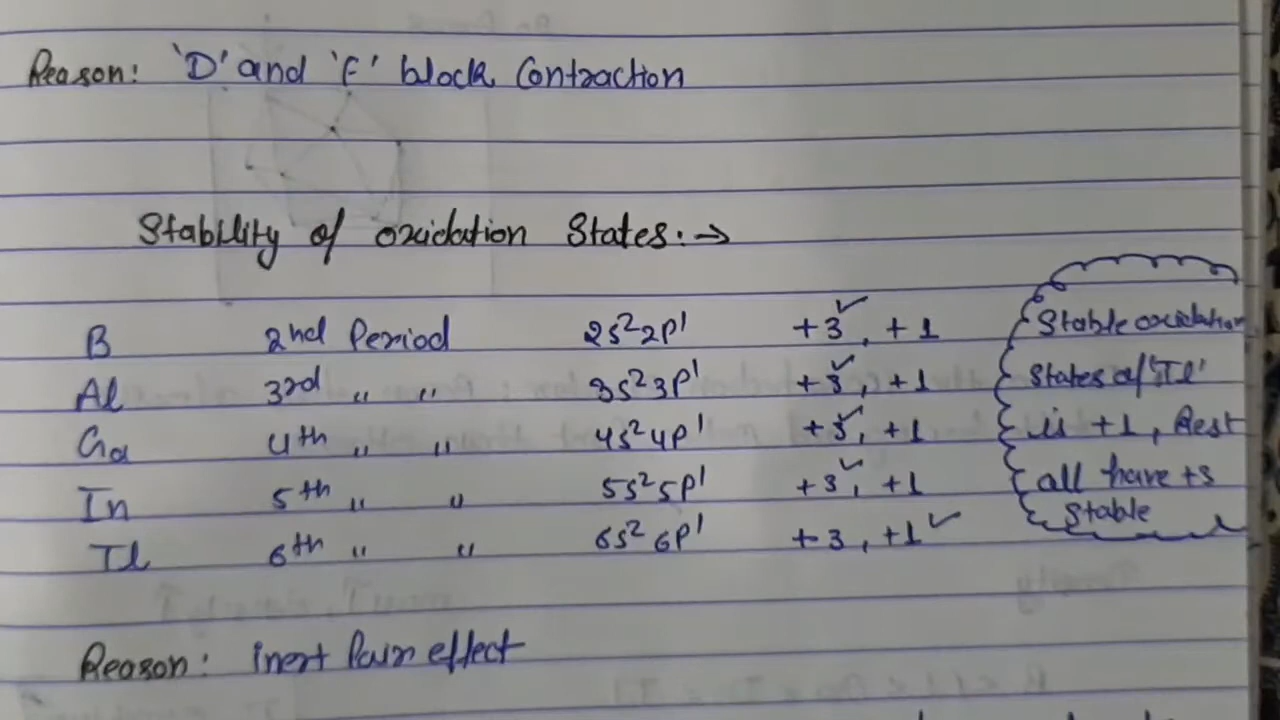 Reason: 'D' and 'F' block Contraction
Stability of oxidation States:→
B 2nd Period 2s²2p¹ +3✓, +1
Al 3rd " " 3s²3p¹ +3✓, +1
Ga 4th " " 4s²4p¹ +3✓, +1
In 5th " " 5s²5p¹ +3✓, +1
Tl 6th " " 6s²6p¹ +3, +1✓
Stable oxidation
States of 'Tl'
is +1, Rest
all have +3
Stable
Reason: inert Pair effect